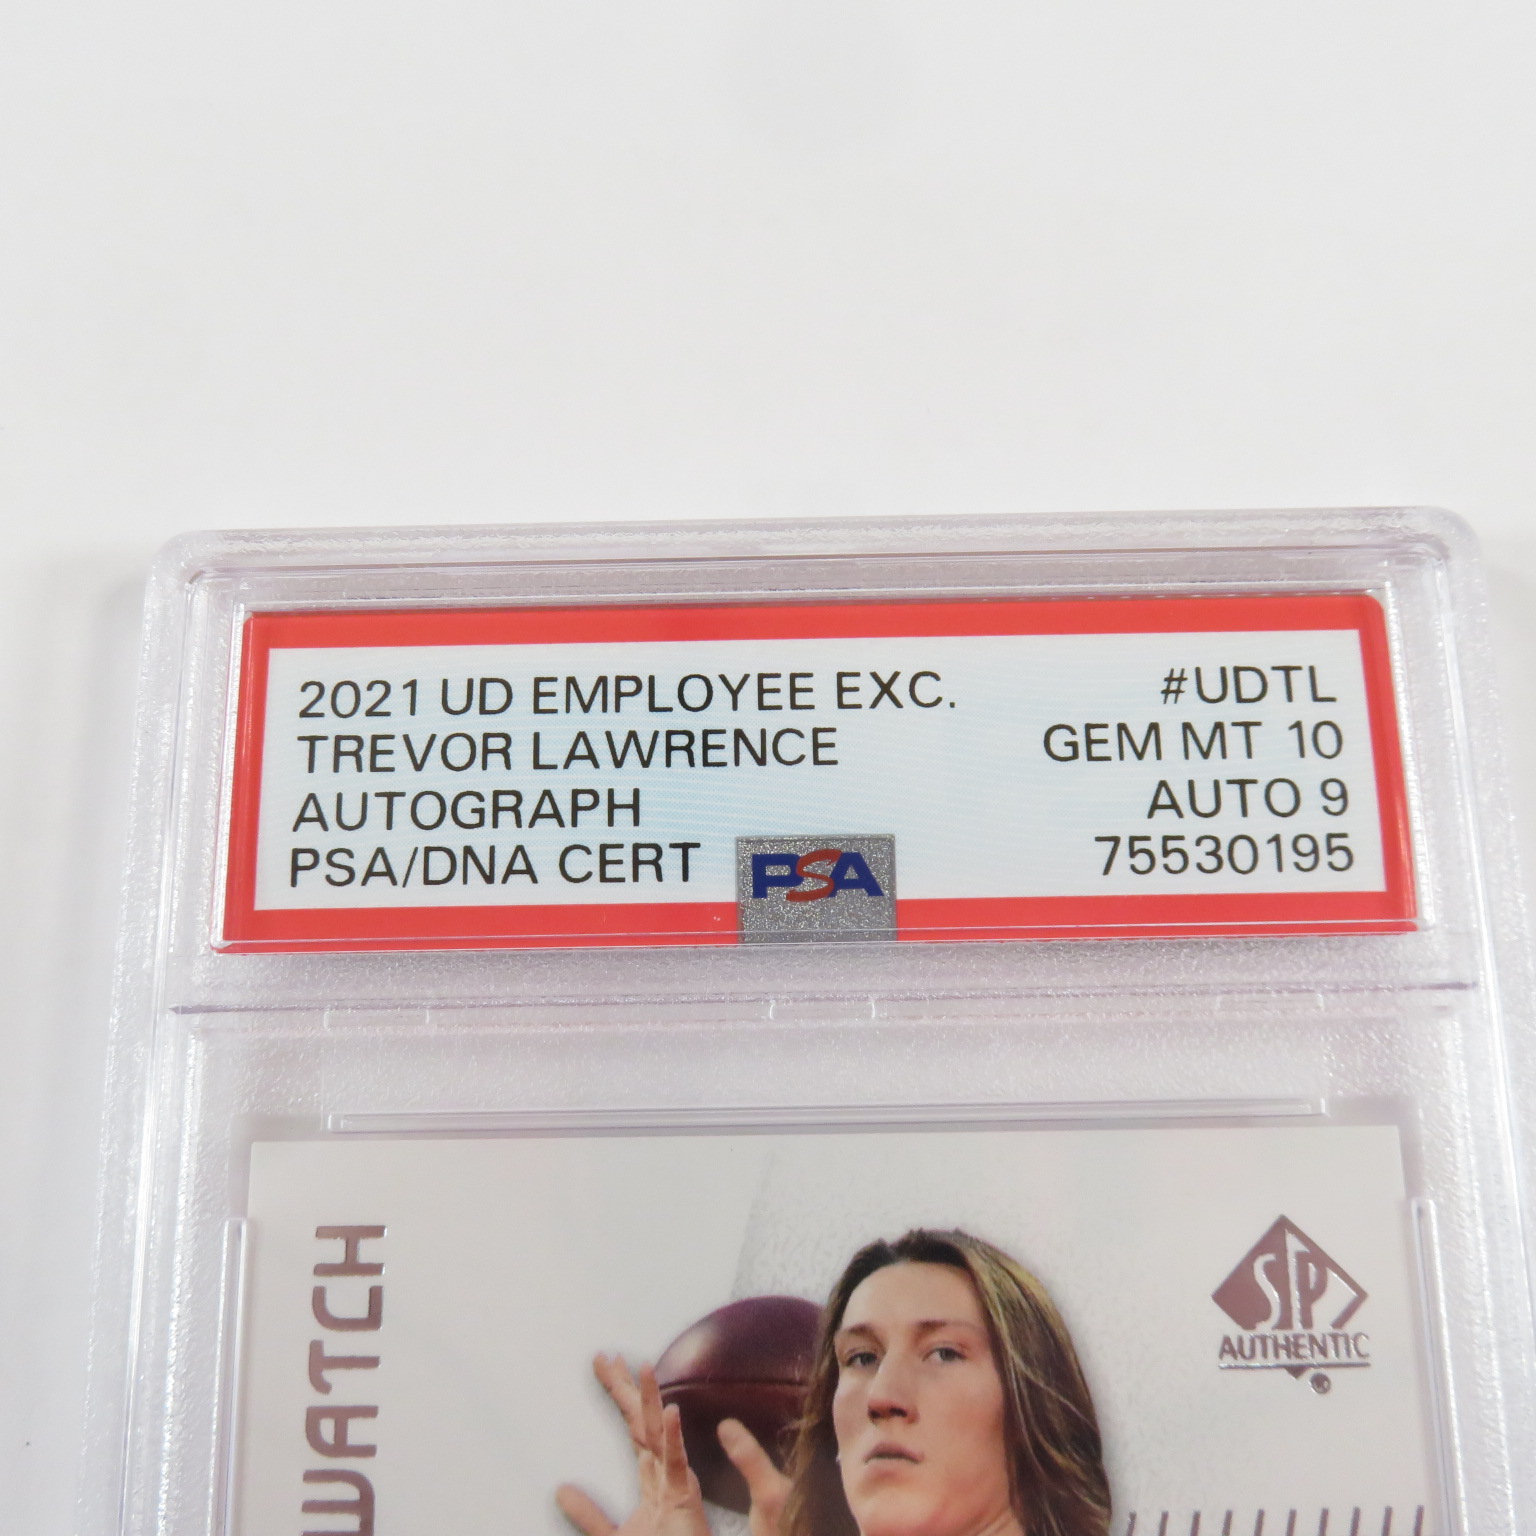 2021 UD EMPLOYEE EXC. #UDTL
TREVOR LAWRENCE GEM MT 10
AUTOGRAPH AUTO 9
PSA/DNA CERT 75530195
PSA
WATCH
SP
AUTHENTIC